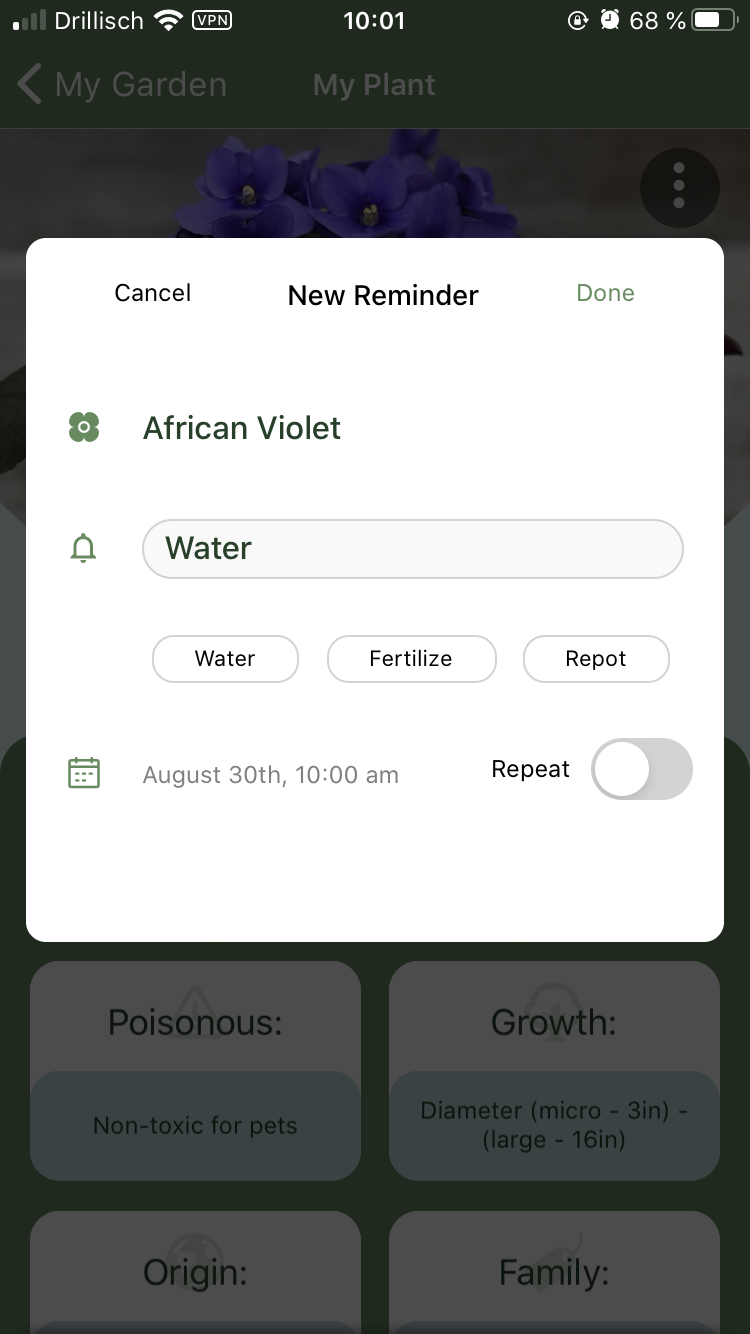 Drillisch VPN 10:01 68 %
My Garden My Plant
Cancel New Reminder Done
African Violet
Water
Water Fertilize Repot
August 30th, 10:00 am Repeat
Poisonous:
Non-toxic for pets
Growth:
Diameter (micro - 3in) -
(large - 16in)
Origin:
Family: